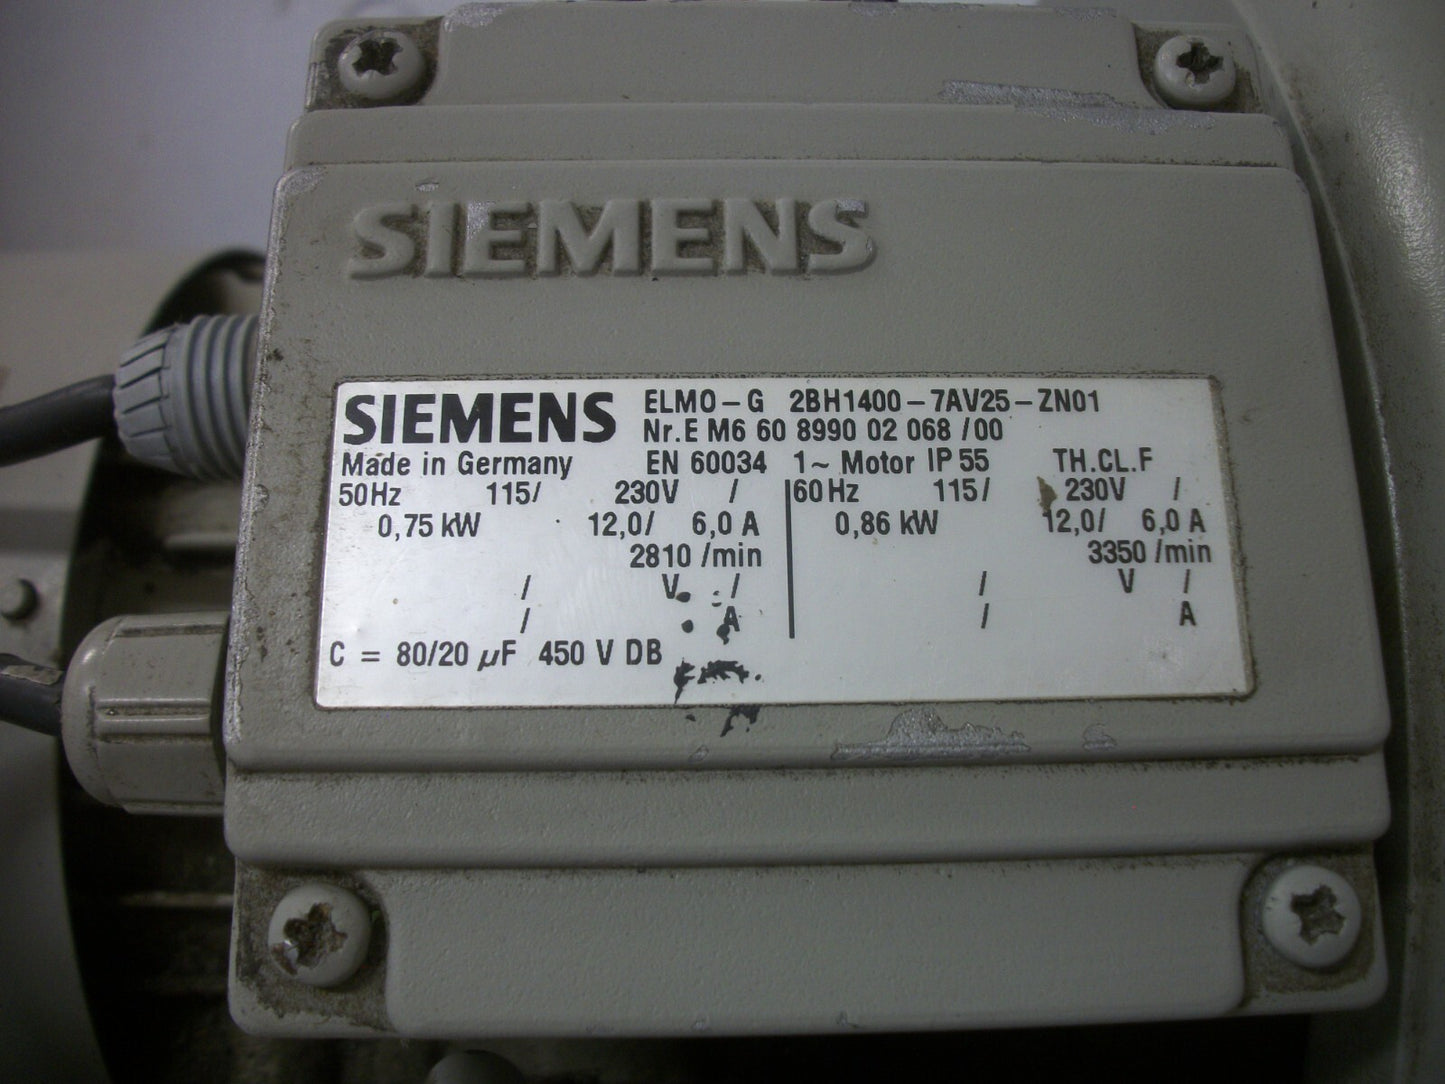 SIEMENS
SIEMENS ELMO-G 2BH1400-7AV25-ZN01
Nr.E M6 60 8990 02 068 /00
Made in Germany EN 60034 1~ Motor IP 55 TH.CL.F
50Hz 115/ 230V / 60Hz 115/ 230V /
0,75 kW 12,0/ 6,0 A 0,86 kW 12,0/ 6,0 A
2810 /min 3350 /min
/ V / / V /
/ A / A
C = 80/20 µF 450 V DB